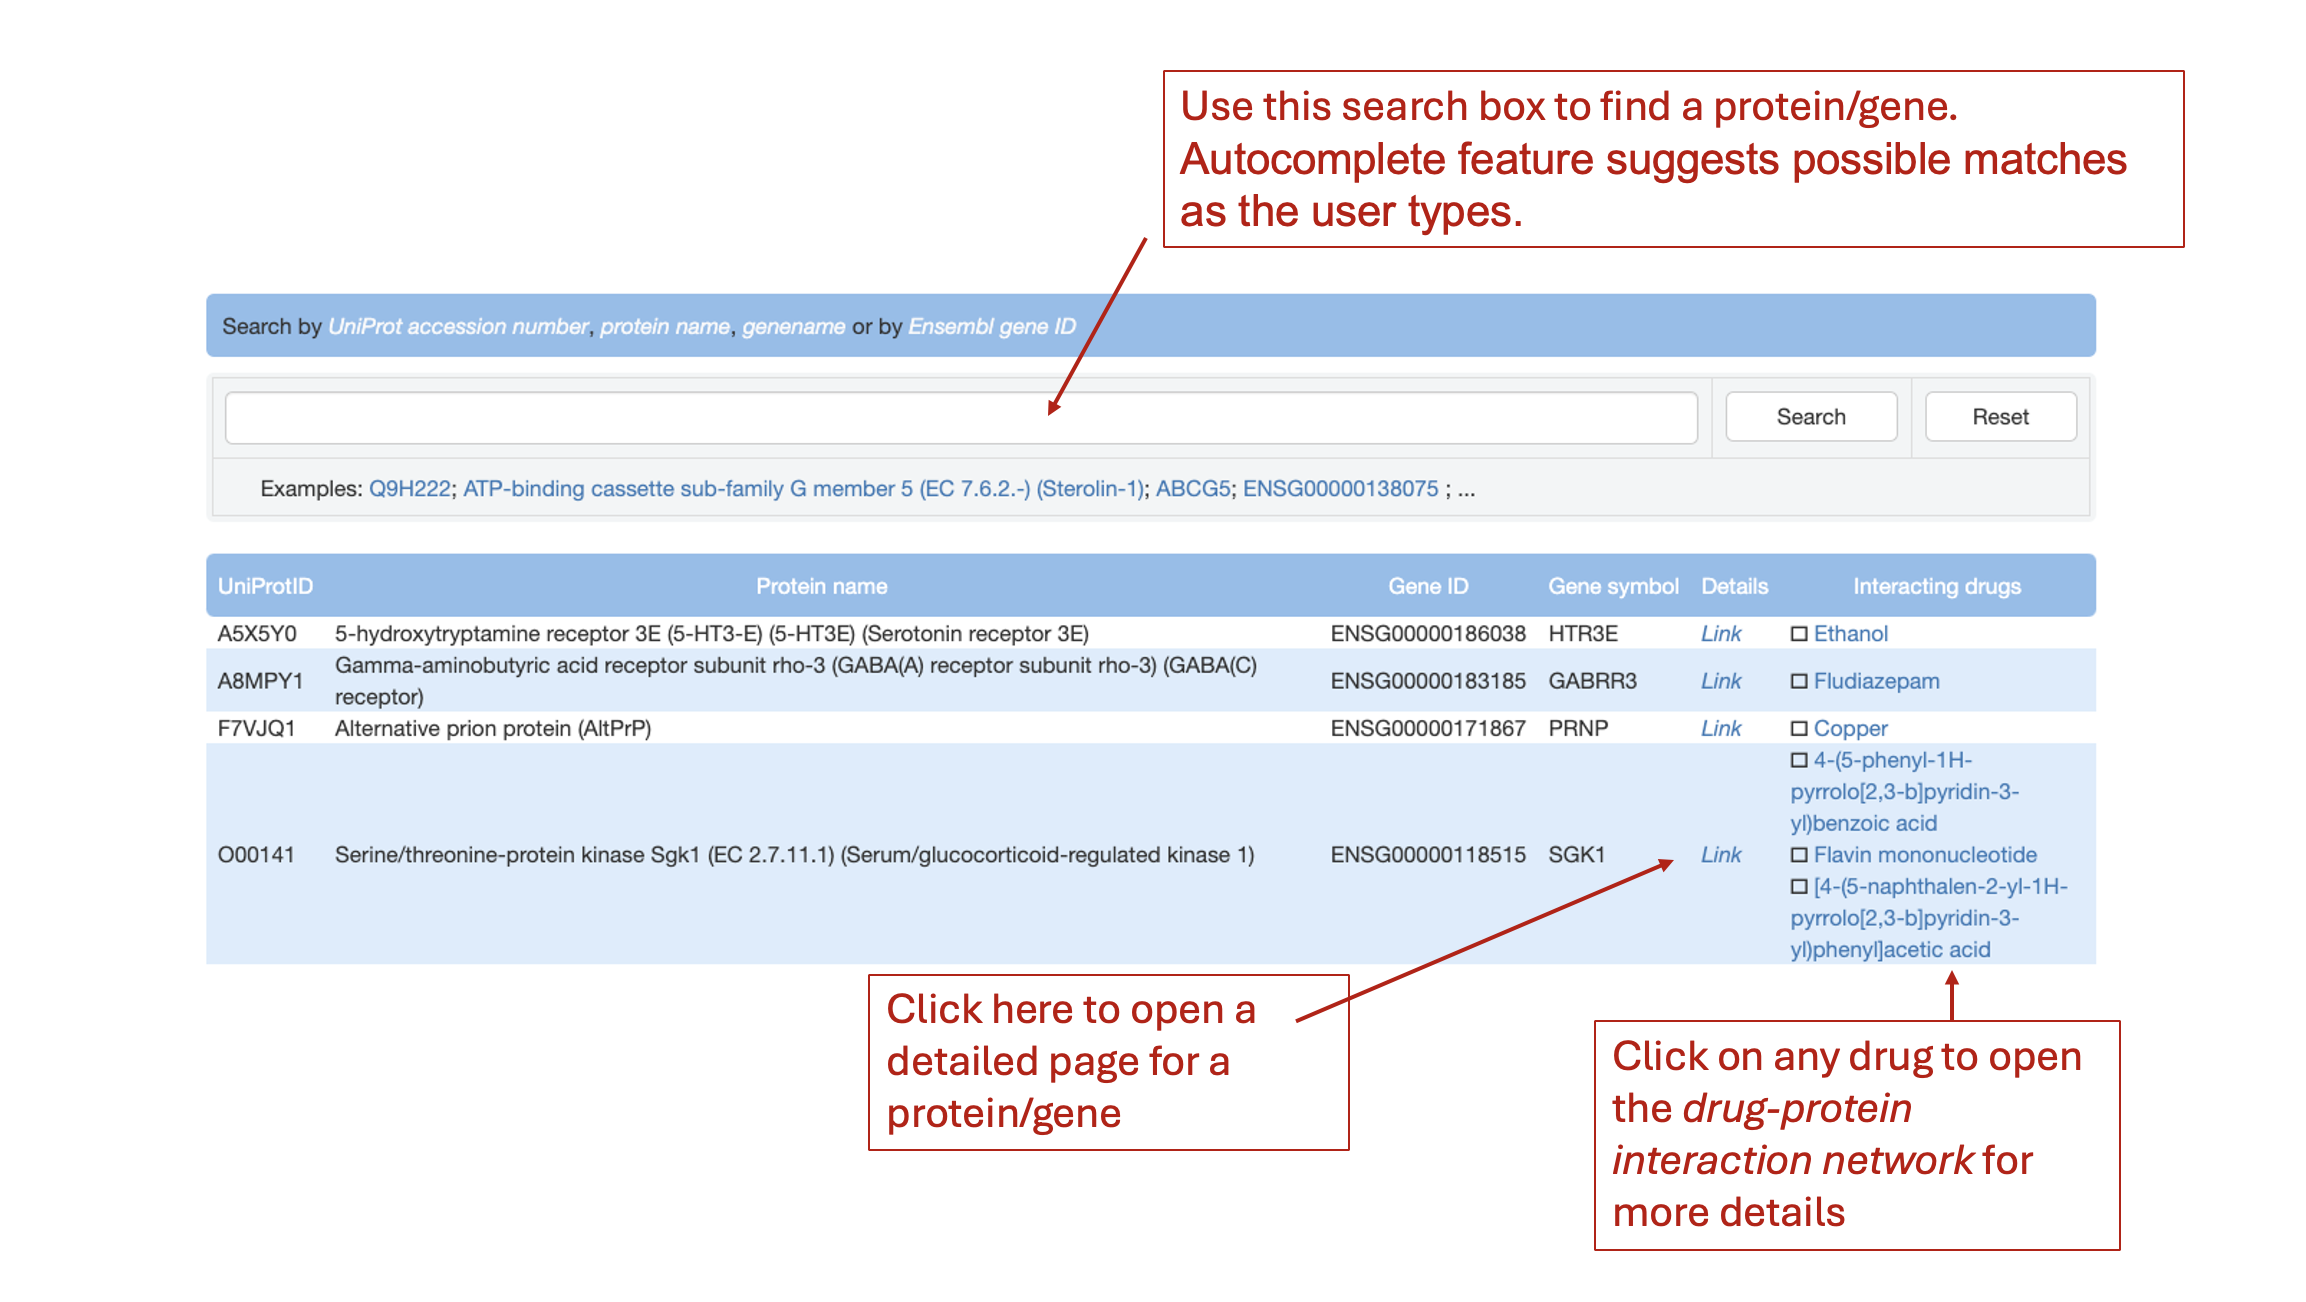 Use this search box to find a protein/gene.
Autocomplete feature suggests possible matches
as the user types.
Search by UniProt accession number, protein name, genename or by Ensembl gene ID
Search
Reset
Examples: Q9H222; ATP-binding cassette sub-family G member 5 (EC 7.6.2.-) (Sterolin-1); ABCG5; ENSG00000138075 ; ...
UniProtID Protein name Gene ID Gene symbol Details Interacting drugs
A5X5Y0 5-hydroxytryptamine receptor 3E (5-HT3-E) (5-HT3E) (Serotonin receptor 3E) ENSG00000186038 HTR3E Link Ethanol
A8MPY1 Gamma-aminobutyric acid receptor subunit rho-3 (GABA(A) receptor subunit rho-3) (GABA(C)
receptor) ENSG00000183185 GABRR3 Link Fludiazepam
F7VJQ1 Alternative prion protein (AltPrP) ENSG00000171867 PRNP Link Copper
O00141 Serine/threonine-protein kinase Sgk1 (EC 2.7.11.1) (Serum/glucocorticoid-regulated kinase 1) ENSG00000118515 SGK1 Link
4-(5-phenyl-1H-
pyrrolo[2,3-b]pyridin-3-
yl)benzoic acid
Flavin mononucleotide
[4-(5-naphthalen-2-yl-1H-
pyrrolo[2,3-b]pyridin-3-
yl)phenyl]acetic acid
Click here to open a
detailed page for a
protein/gene
Click on any drug to open
the drug-protein
interaction network for
more details